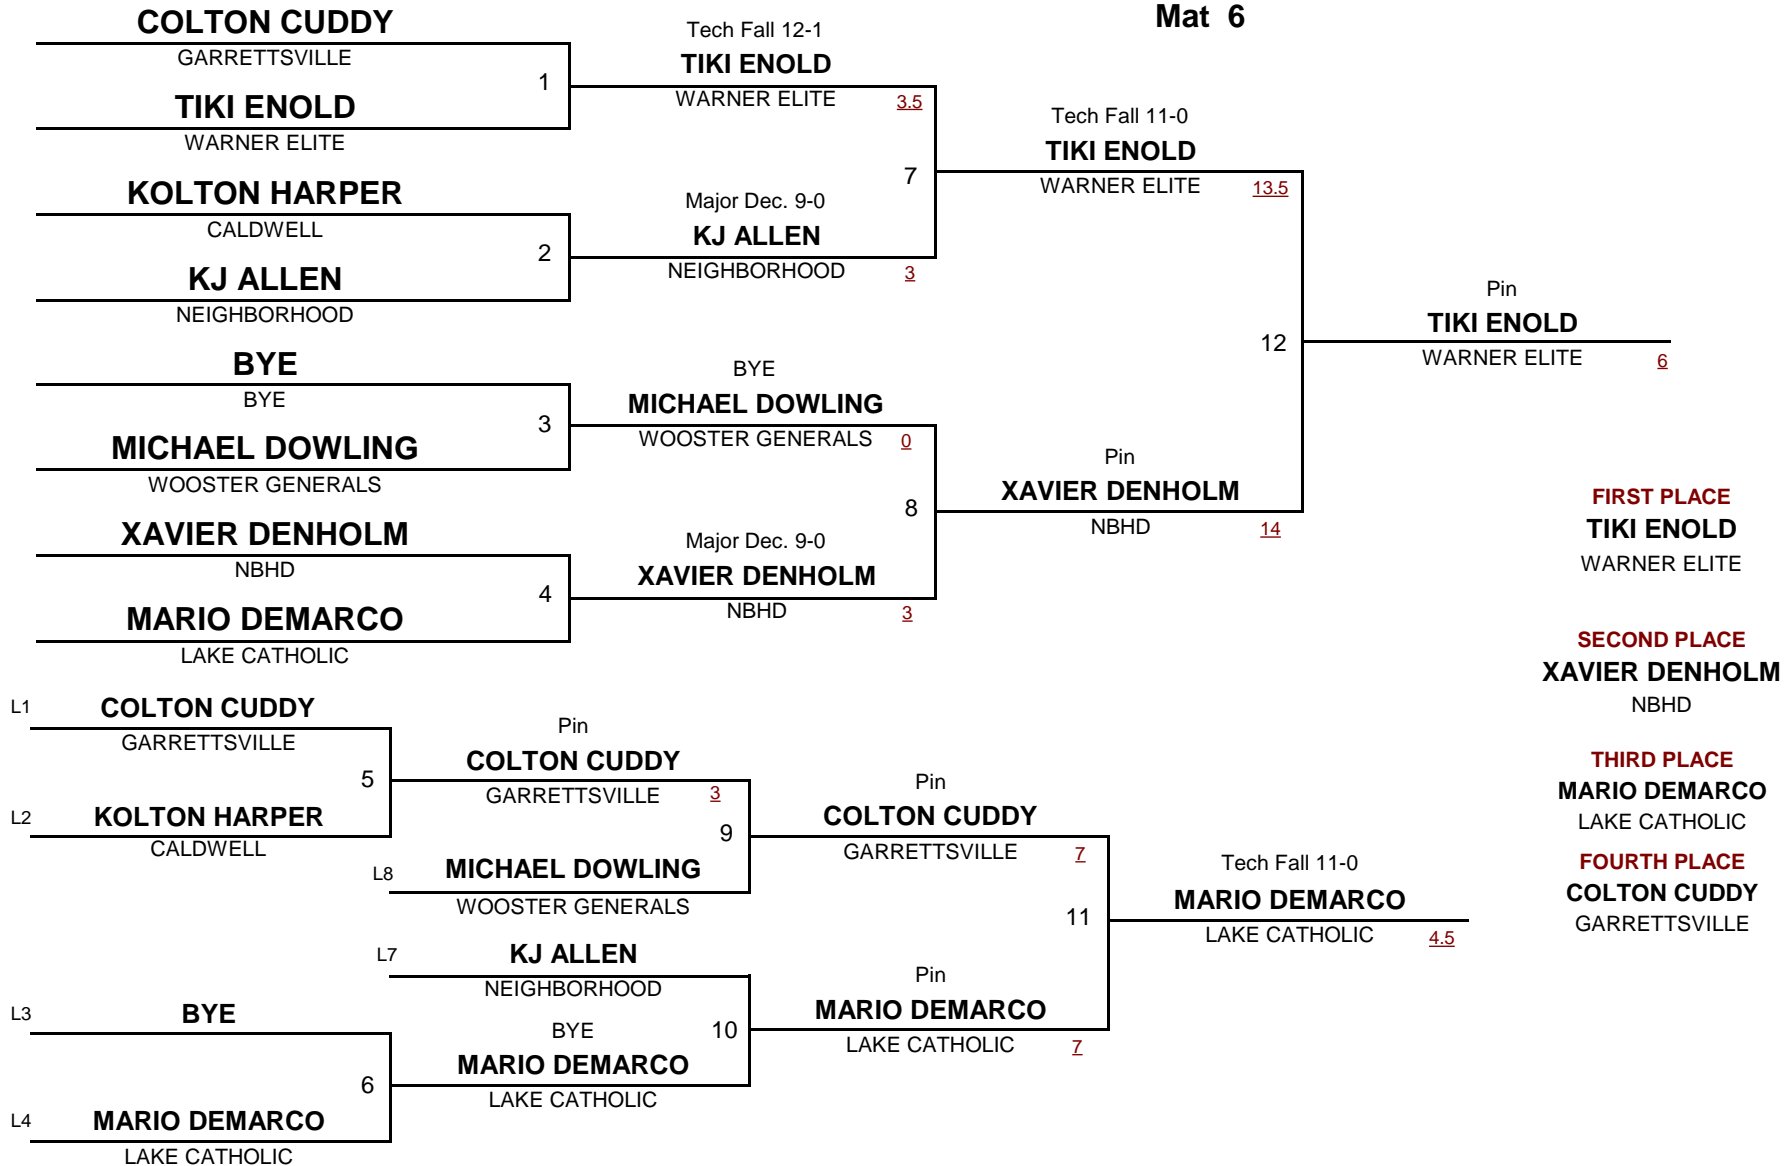 Mat 6
COLTON CUDDY
GARRETTSVILLE
1
TIKI ENOLD
WARNER ELITE
KOLTON HARPER
CALDWELL
2
KJ ALLEN
NEIGHBORHOOD
BYE
BYE
3
MICHAEL DOWLING
WOOSTER GENERALS
XAVIER DENHOLM
NBHD
4
MARIO DEMARCO
LAKE CATHOLIC
Tech Fall 12-1
TIKI ENOLD
WARNER ELITE 3.5
7
Major Dec. 9-0
KJ ALLEN
NEIGHBORHOOD 3
BYE
MICHAEL DOWLING
WOOSTER GENERALS 0
8
Major Dec. 9-0
XAVIER DENHOLM
NBHD 3
Tech Fall 11-0
TIKI ENOLD
WARNER ELITE 13.5
12
Pin
XAVIER DENHOLM
NBHD 14
Pin
TIKI ENOLD
WARNER ELITE 6
FIRST PLACE
TIKI ENOLD
WARNER ELITE
SECOND PLACE
XAVIER DENHOLM
NBHD
THIRD PLACE
MARIO DEMARCO
LAKE CATHOLIC
FOURTH PLACE
COLTON CUDDY
GARRETTSVILLE
L1 COLTON CUDDY
GARRETTSVILLE
5
L2 KOLTON HARPER
CALDWELL
L3 BYE
6
L4 MARIO DEMARCO
LAKE CATHOLIC
Pin
COLTON CUDDY
GARRETTSVILLE 3
9
L8 MICHAEL DOWLING
WOOSTER GENERALS
L7 KJ ALLEN
NEIGHBORHOOD
10
BYE
MARIO DEMARCO
LAKE CATHOLIC
Pin
COLTON CUDDY
GARRETTSVILLE 7
11
Pin
MARIO DEMARCO
LAKE CATHOLIC 7
Tech Fall 11-0
MARIO DEMARCO
LAKE CATHOLIC 4.5